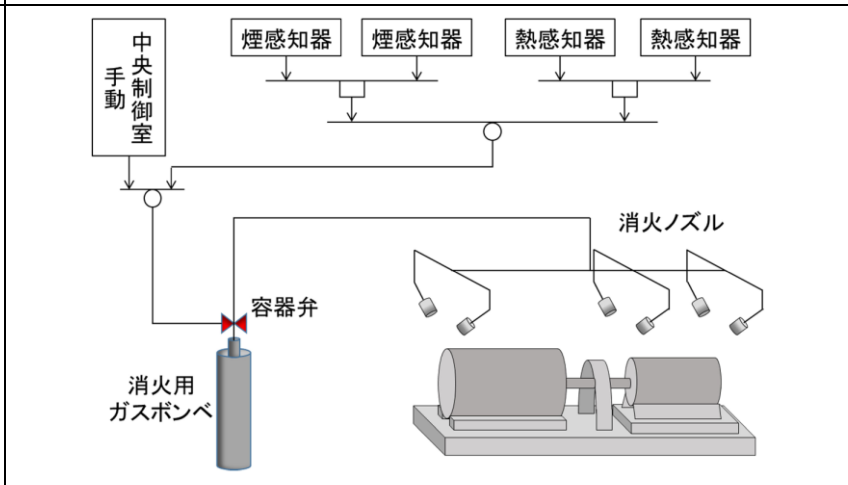 中央制御室
手動
煙感知器
煙感知器
熱感知器
熱感知器
消火ノズル
容器弁
消火用
ガスボンベ